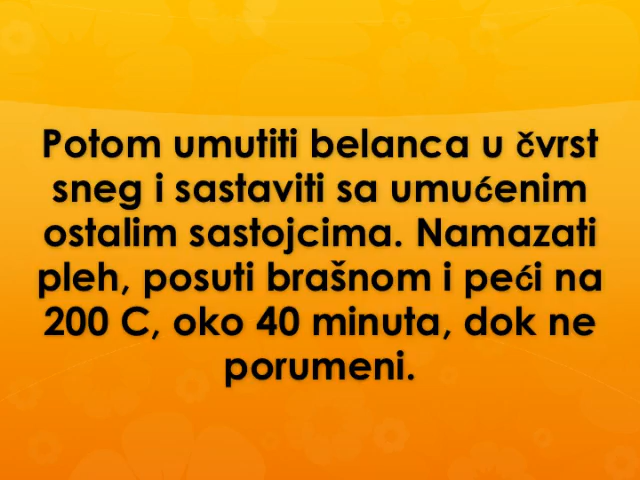 Potom umutiti belanca u čvrst
sneg i sastaviti sa umućenim
ostalim sastojcima. Namazati
pleh, posuti brašnom i peći na
200 C, oko 40 minuta, dok ne
porumeni.